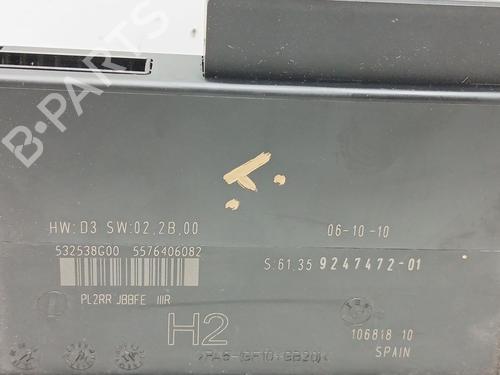 B-PARTS
HW:D3 SW:02.2B.00
06-10-10
532538G00 5576406082
S:61.35 9247472-01
PL2RR JBBFE IIIR
H2
106818 10
SPAIN